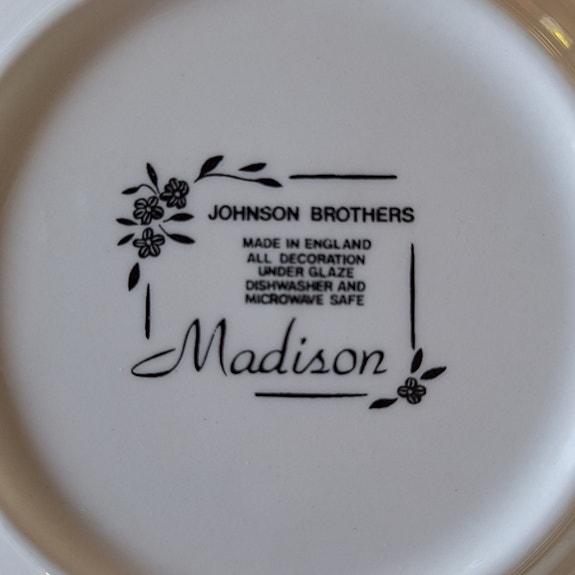 JOHNSON BROTHERS
MADE IN ENGLAND
ALL DECORATION
UNDER GLAZE
DISHWASHER AND
MICROWAVE SAFE
Madison